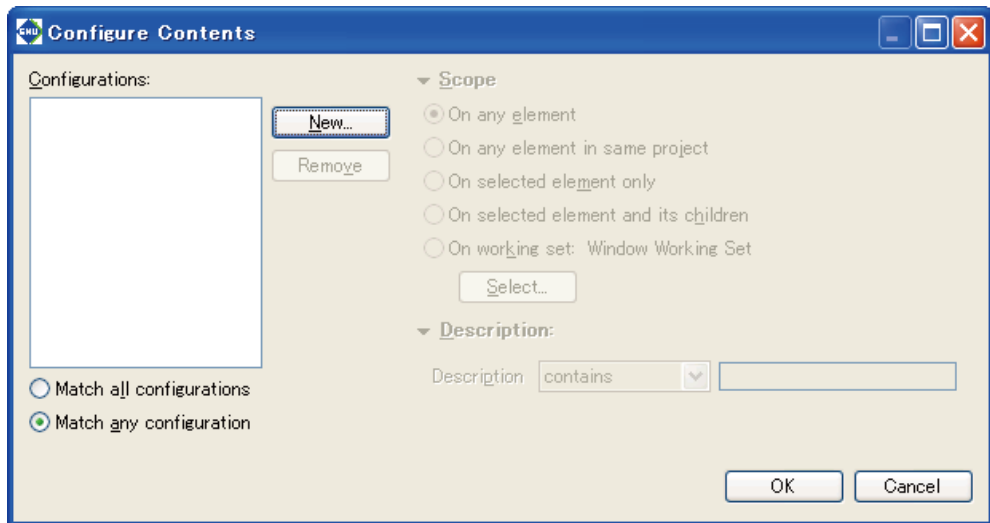 GNU Configure Contents
Configurations:
New...
Remove
Match all configurations
Match any configuration
Scope
On any element
On any element in same project
On selected element only
On selected element and its children
On working set: Window Working Set
Select...
Description:
Description contains
OK Cancel